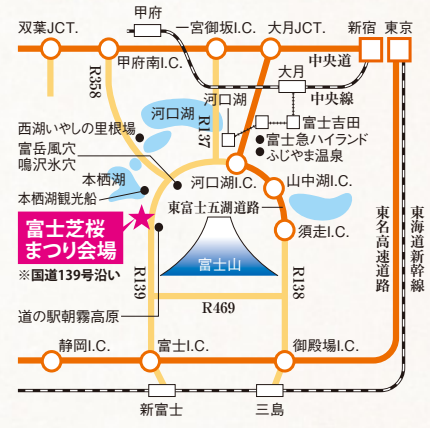 甲府
双葉JCT.
一宮御坂I.C.
大月JCT.
新宿
東京
甲府南I.C.
中央道
大月
中央線
R358
河口湖
河口湖
R137
富士吉田
西湖いやしの里根場
富士急ハイランド
ふじやま温泉
富岳風穴
鳴沢氷穴
本栖湖
河口湖I.C.
山中湖I.C.
本栖湖観光船
東富士五湖道路
富士芝桜
まつり会場
須走I.C.
※国道139号沿い
富士山
R139
R138
東名高速道路
東海道新幹線
R469
道の駅朝霧高原
静岡I.C.
富士I.C.
御殿場I.C.
新富士
三島